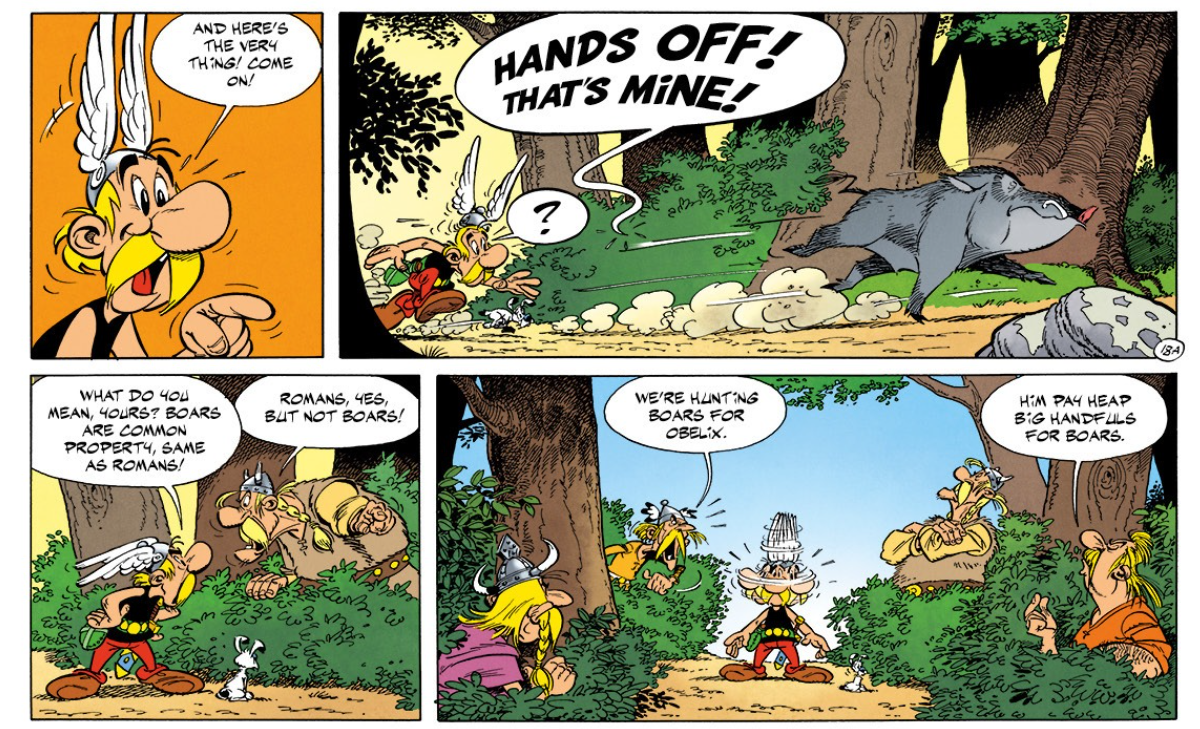 AND HERE'S
THE VERY
THING! COME
ON!
HANDS OFF!
THAT'S MINE!
?
18A
WHAT DO YOU
MEAN, YOURS? BOARS
ARE COMMON
PROPERTY, SAME
AS ROMANS!
ROMANS, YES,
BUT NOT BOARS!
WE'RE HUNTING
BOARS FOR
OBELIX.
HIM PAY HEAP
BIG HANDFULS
FOR BOARS.